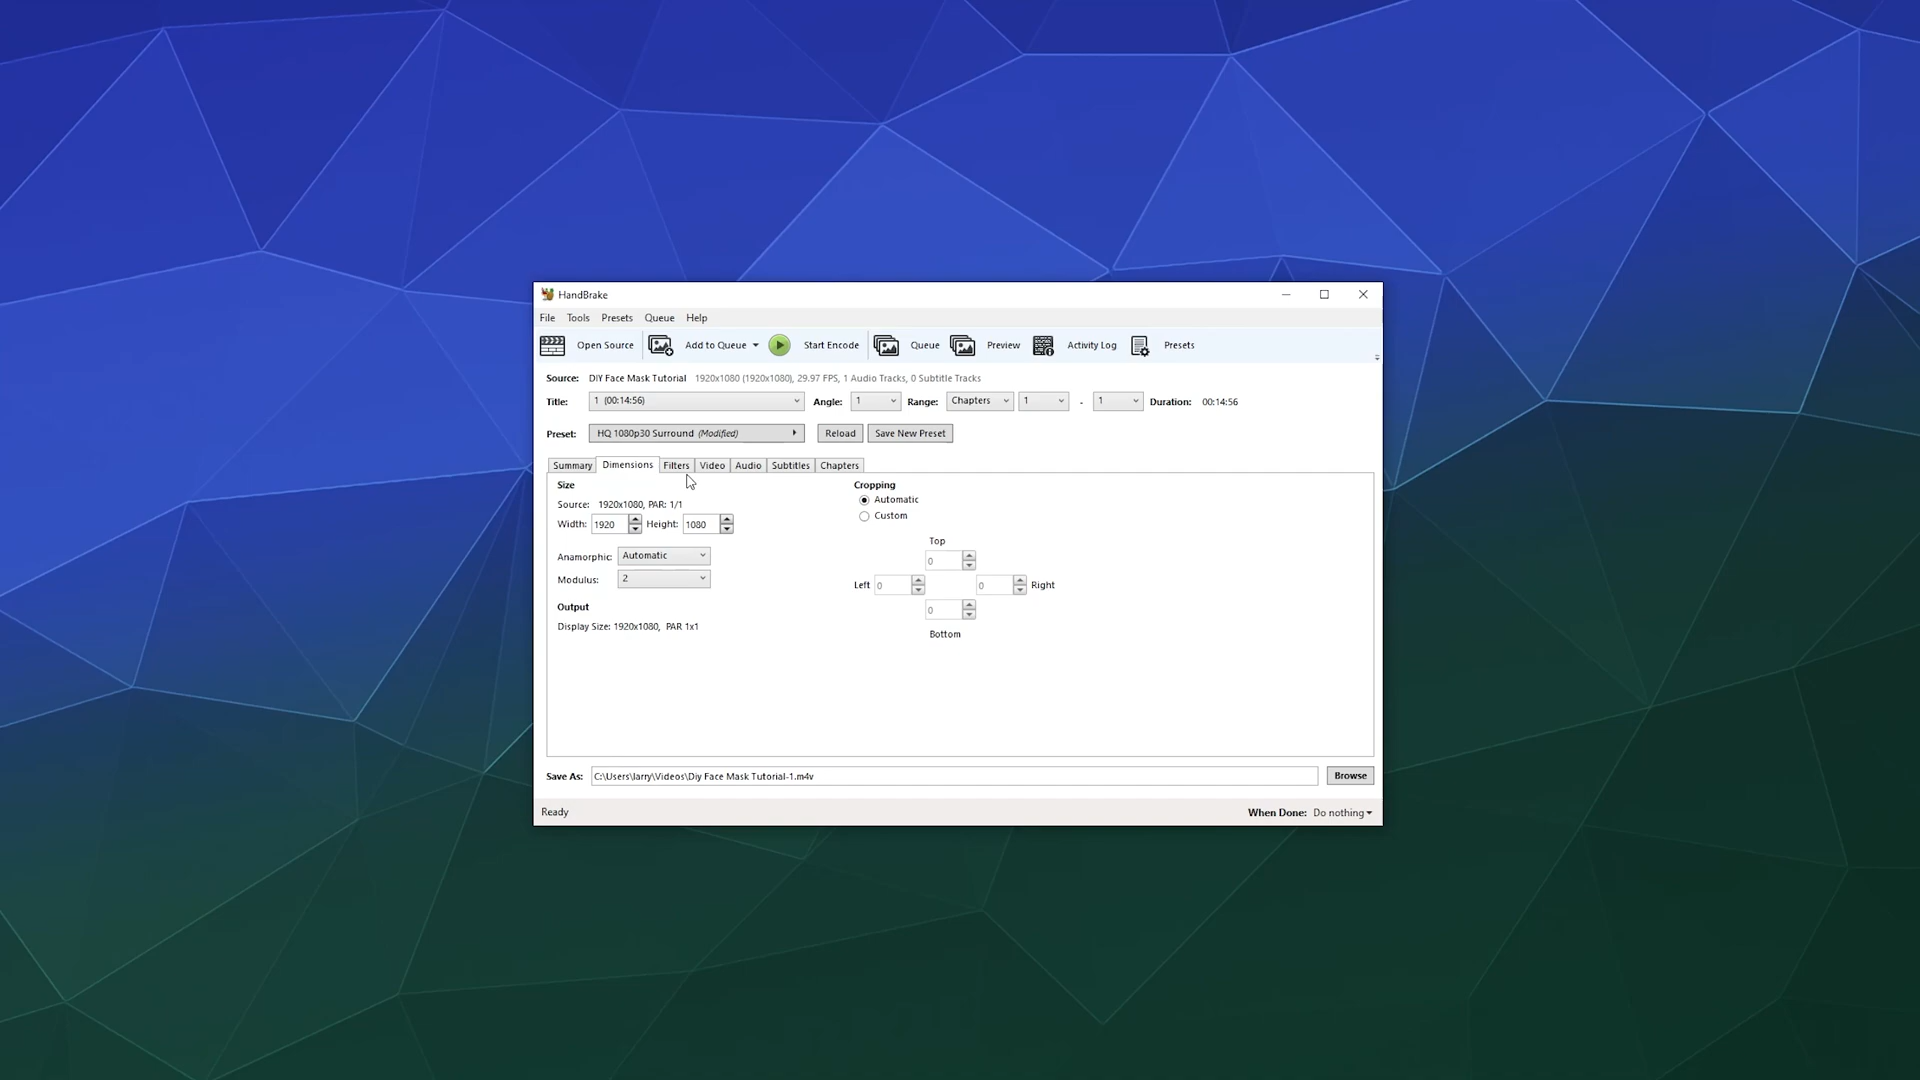 HandBrake
File Tools Presets Queue Help
Open Source Add to Queue Start Encode Queue Preview Activity Log Presets
Source: DIY Face Mask Tutorial 1920x1080 (1920x1080), 29.97 FPS, 1 Audio Tracks, 0 Subtitle Tracks
Title: 1 (00:14:56) Angle: 1 Range: Chapters 1 - 1 Duration: 00:14:56
Preset: HQ 1080p30 Surround (Modified) Reload Save New Preset
Summary Dimensions Filters Video Audio Subtitles Chapters
Size
Source: 1920x1080, PAR: 1/1
Width: 1920 Height: 1080
Anamorphic: Automatic
Modulus: 2
Output
Display Size: 1920x1080, PAR 1x1
Cropping
Automatic
Custom
Top
0
Left 0 0 Right
0
Bottom
Save As: C:\Users\larry\Videos\Diy Face Mask Tutorial-1.m4v Browse
Ready When Done: Do nothing